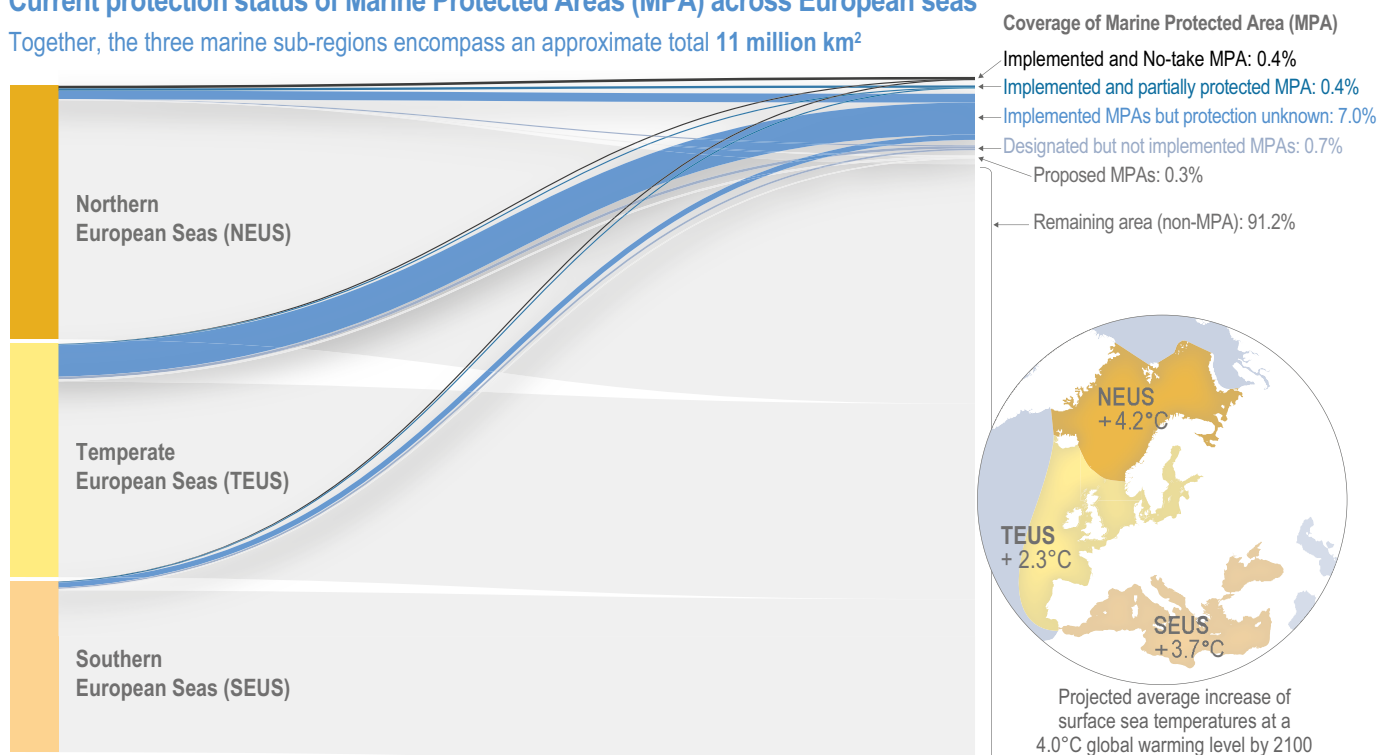 Current protection status of Marine Protected Areas (MPA) across European seas
Together, the three marine sub-regions encompass an approximate total 11 million km²
Coverage of Marine Protected Area (MPA)
Implemented and No-take MPA: 0.4%
Implemented and partially protected MPA: 0.4%
Implemented MPAs but protection unknown: 7.0%
Designated but not implemented MPAs: 0.7%
Proposed MPAs: 0.3%
Remaining area (non-MPA): 91.2%
Northern
European Seas (NEUS)
Temperate
European Seas (TEUS)
Southern
European Seas (SEUS)
NEUS
+ 4.2°C
TEUS
+ 2.3°C
SEUS
+ 3.7°C
Projected average increase of
surface sea temperatures at a
4.0°C global warming level by 2100